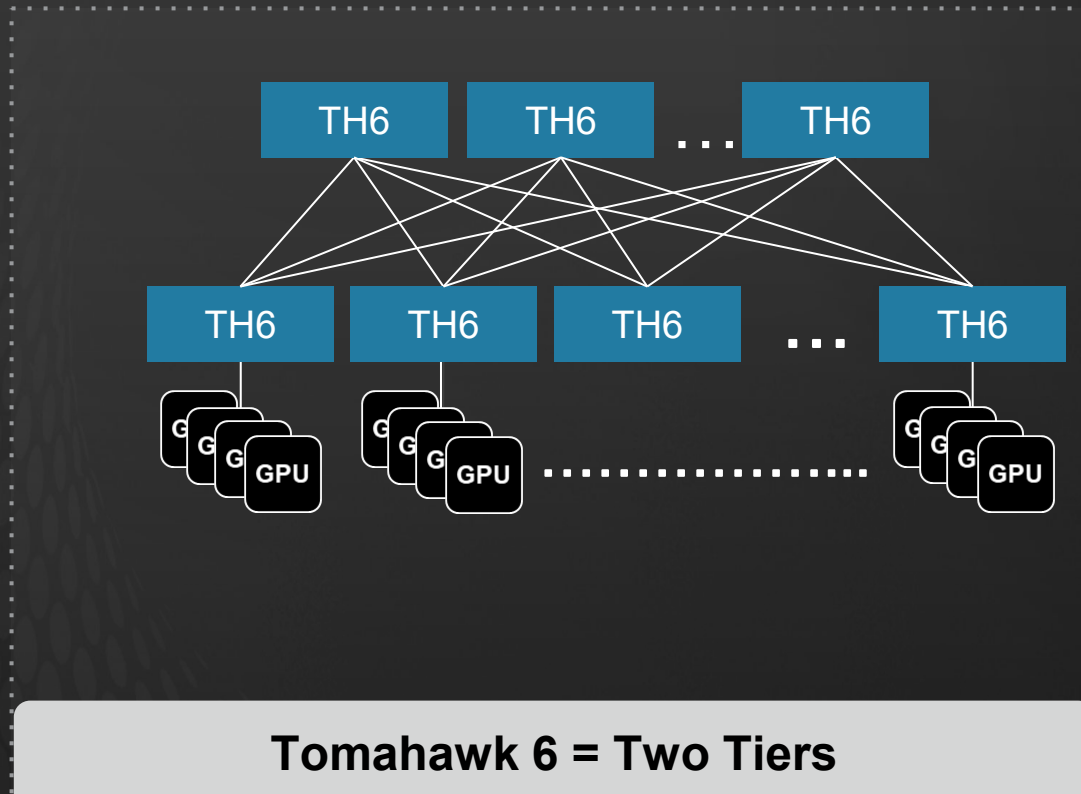 TH6 TH6 ... TH6
TH6 TH6 TH6 ... TH6
G G G GPU G G G GPU G G G GPU
Tomahawk 6 = Two Tiers